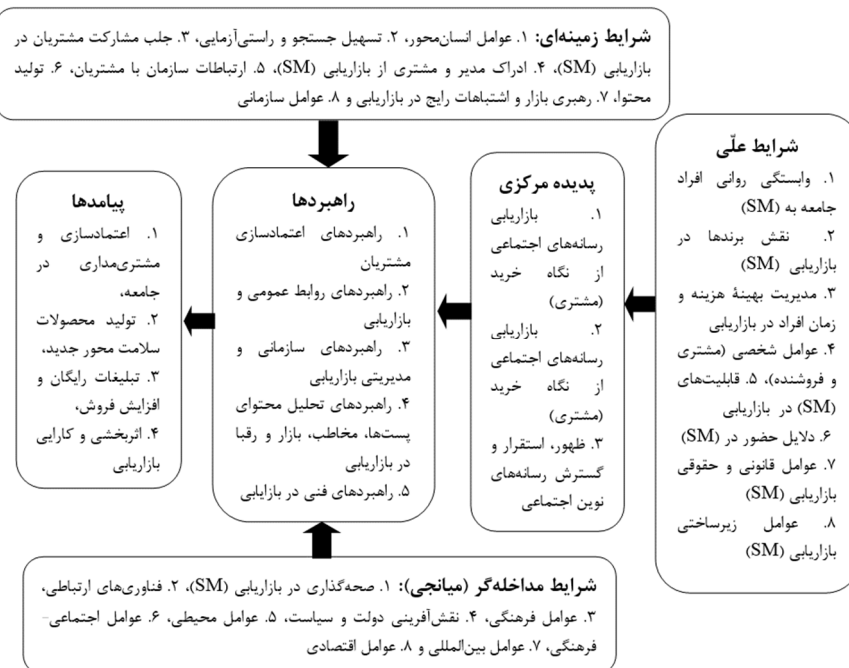 شرایط زمینه‌ای: ۱. عوامل انسان‌محور، ۲. تسهیل جستجو و راستی‌آزمایی، ۳. جلب مشارکت مشتریان در
بازاریابی (SM)، ۴. ادراک مدیر و مشتری از بازاریابی (SM)، ۵. ارتباطات سازمان با مشتریان، ۶. تولید
محتوا، ۷. رهبری بازار و اشتباهات رایج در بازاریابی و ۸. عوامل سازمانی
شرایط علّی
۱. وابستگی روانی افراد
جامعه به (SM)
۲. نقش برندها در
بازاریابی (SM)
۳. مدیریت بهینهٔ هزینه و
زمان افراد در بازاریابی
۴. عوامل شخصی (مشتری
و فروشنده)، ۵. قابلیت‌های
(SM) در بازاریابی
۶. دلایل حضور در (SM)
۷. عوامل قانونی و حقوقی
بازاریابی (SM)
۸. عوامل زیرساختی
بازاریابی (SM)
پدیده مرکزی
۱. بازاریابی
رسانه‌های اجتماعی
از نگاه خرید
(مشتری)
۲. بازاریابی
رسانه‌های اجتماعی
از نگاه خرید
(مشتری)
۳. ظهور، استقرار و
گسترش رسانه‌های
نوین اجتماعی
راهبردها
۱. راهبردهای اعتمادسازی
مشتریان
۲. راهبردهای روابط عمومی و
بازاریابی
۳. راهبردهای سازمانی و
مدیریتی بازاریابی
۴. راهبردهای تحلیل محتوای
پست‌ها، مخاطب، بازار و رقبا
در بازاریابی
۵. راهبردهای فنی در بازایابی
پیامدها
۱. اعتمادسازی و
مشتری‌مداری در
جامعه،
۲. تولید محصولات
سلامت محور جدید،
۳. تبلیغات رایگان و
افزایش فروش،
۴. اثربخشی و کارایی
بازاریابی
شرایط مداخله‌گر (میانجی): ۱. صحه‌گذاری در بازاریابی (SM)، ۲. فناوری‌های ارتباطی،
۳. عوامل فرهنگی، ۴. نقش‌آفرینی دولت و سیاست، ۵. عوامل محیطی، ۶. عوامل اجتماعی-
فرهنگی، ۷. عوامل بین‌المللی و ۸. عوامل اقتصادی